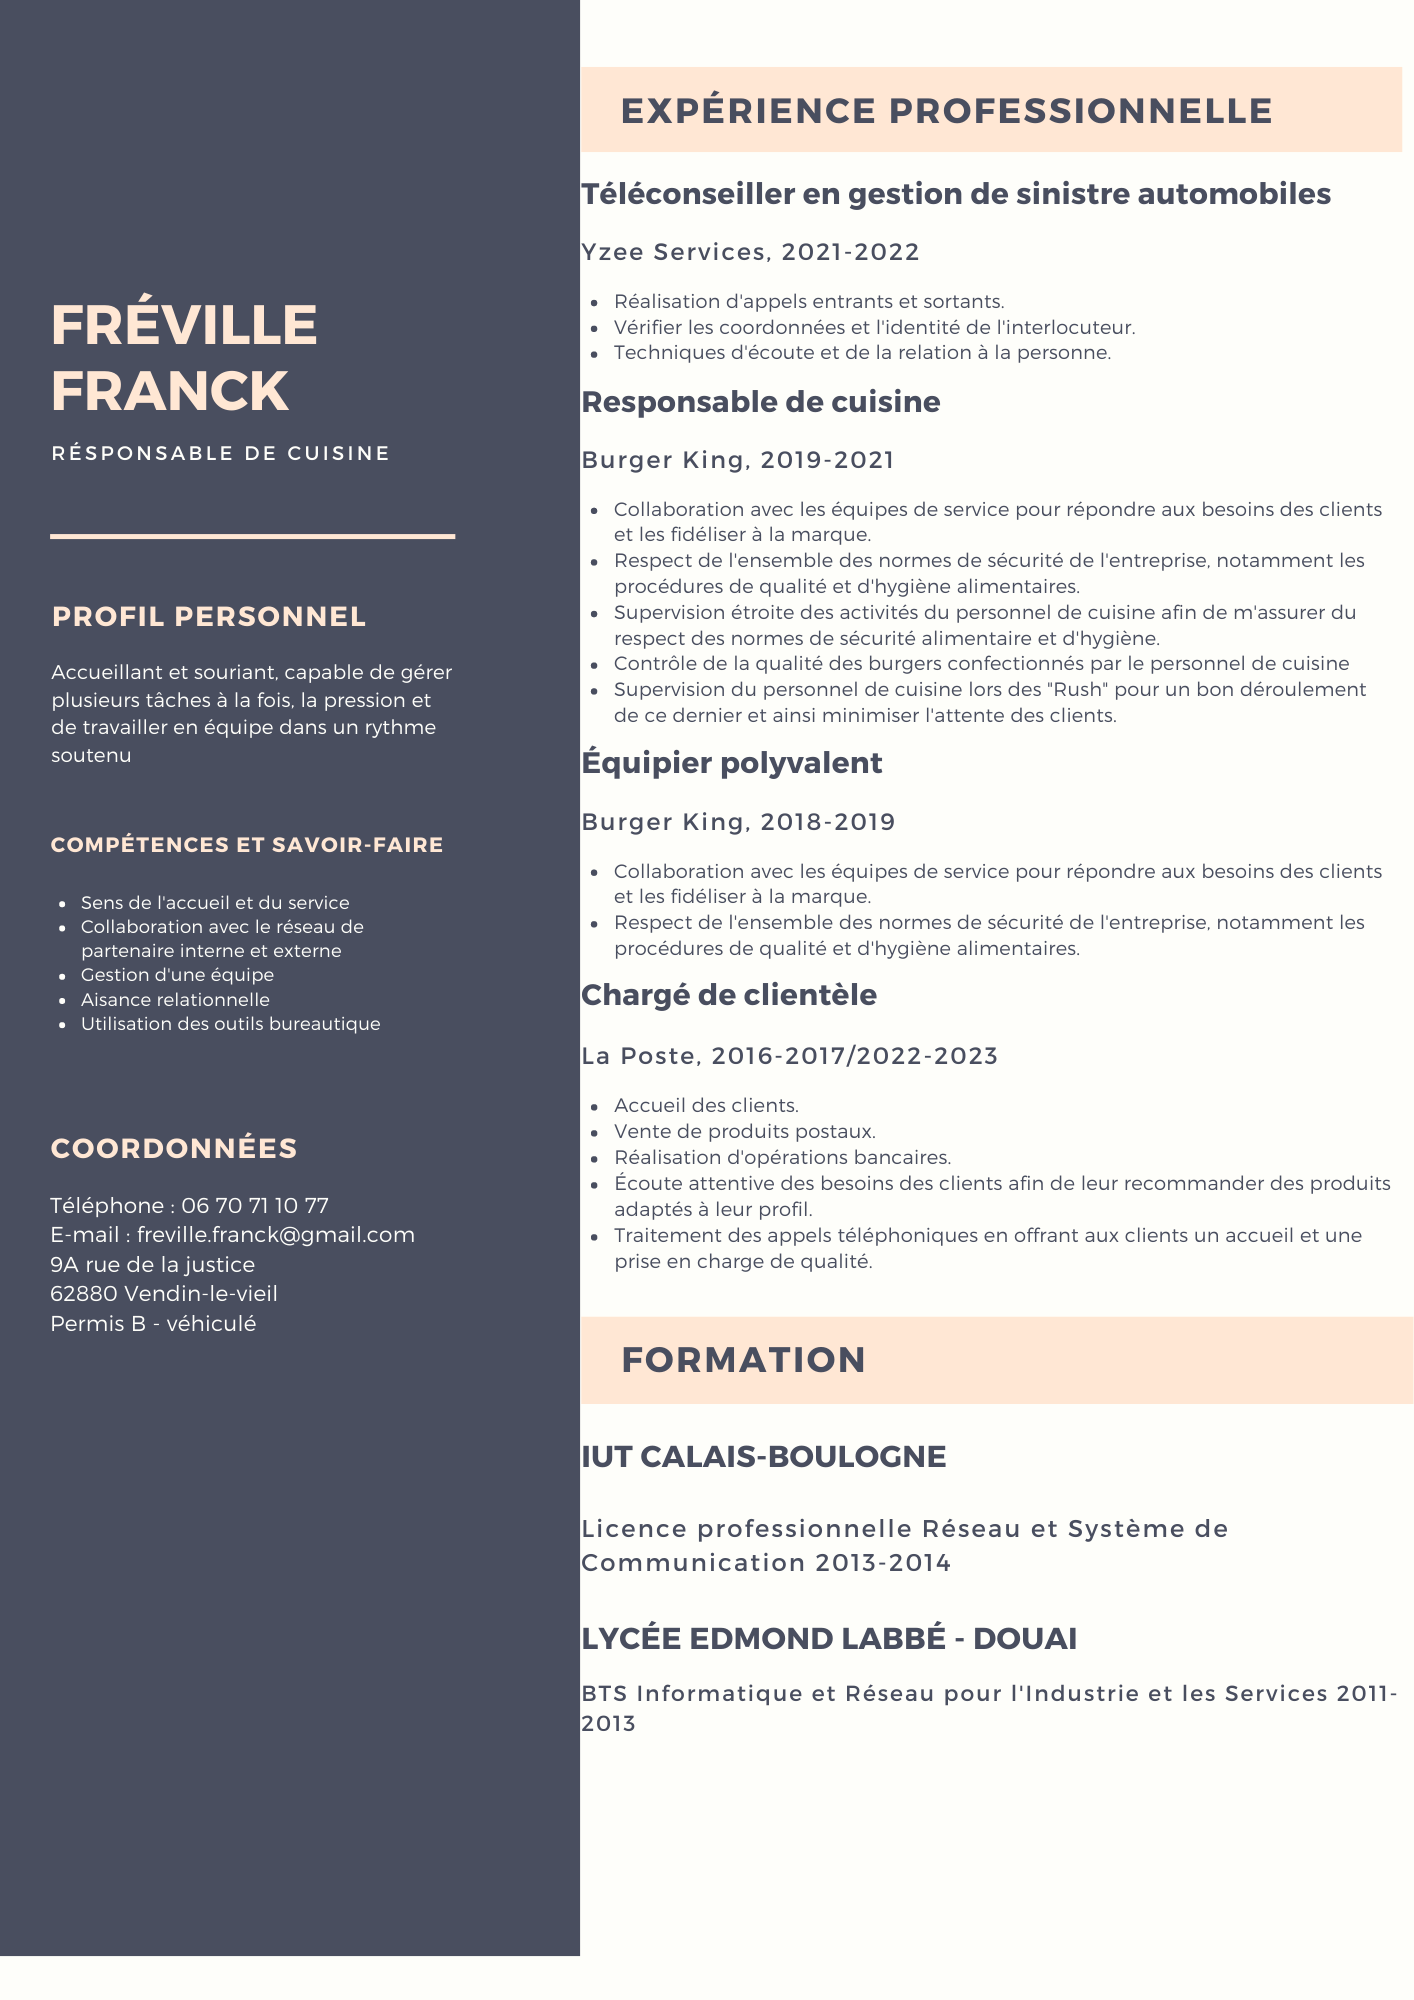 FRÉVILLE
FRANCK
RÉSPONSABLE DE CUISINE
PROFIL PERSONNEL
Accueillant et souriant, capable de gérer
plusieurs tâches à la fois, la pression et
de travailler en équipe dans un rythme
soutenu
COMPÉTENCES ET SAVOIR-FAIRE
• Sens de l'accueil et du service
• Collaboration avec le réseau de
partenaire interne et externe
• Gestion d'une équipe
• Aisance relationnelle
• Utilisation des outils bureautique
COORDONNÉES
Téléphone : 06 70 71 10 77
E-mail : freville.franck@gmail.com
9A rue de la justice
62880 Vendin-le-vieil
Permis B - véhiculé
EXPÉRIENCE PROFESSIONNELLE
Téléconseiller en gestion de sinistre automobiles
Yzee Services, 2021-2022
• Réalisation d'appels entrants et sortants.
• Vérifier les coordonnées et l'identité de l'interlocuteur.
• Techniques d'écoute et de la relation à la personne.
Responsable de cuisine
Burger King, 2019-2021
• Collaboration avec les équipes de service pour répondre aux besoins des clients
et les fidéliser à la marque.
• Respect de l'ensemble des normes de sécurité de l'entreprise, notamment les
procédures de qualité et d'hygiène alimentaires.
• Supervision étroite des activités du personnel de cuisine afin de m'assurer du
respect des normes de sécurité alimentaire et d'hygiène.
• Contrôle de la qualité des burgers confectionnés par le personnel de cuisine
• Supervision du personnel de cuisine lors des "Rush" pour un bon déroulement
de ce dernier et ainsi minimiser l'attente des clients.
Équipier polyvalent
Burger King, 2018-2019
• Collaboration avec les équipes de service pour répondre aux besoins des clients
et les fidéliser à la marque.
• Respect de l'ensemble des normes de sécurité de l'entreprise, notamment les
procédures de qualité et d'hygiène alimentaires.
Chargé de clientèle
La Poste, 2016-2017/2022-2023
• Accueil des clients.
• Vente de produits postaux.
• Réalisation d'opérations bancaires.
• Écoute attentive des besoins des clients afin de leur recommander des produits
adaptés à leur profil.
• Traitement des appels téléphoniques en offrant aux clients un accueil et une
prise en charge de qualité.
FORMATION
IUT CALAIS-BOULOGNE
Licence professionnelle Réseau et Système de
Communication 2013-2014
LYCÉE EDMOND LABBÉ - DOUAI
BTS Informatique et Réseau pour l'Industrie et les Services 2011-
2013